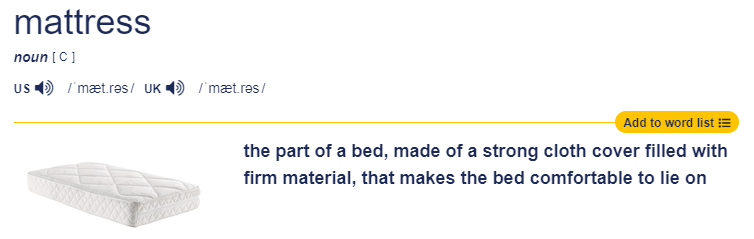 mattress
noun [ C ]
US /ˈmæt.rəs/ UK /ˈmæt.rəs/
Add to word list
the part of a bed, made of a strong cloth cover filled with
firm material, that makes the bed comfortable to lie on